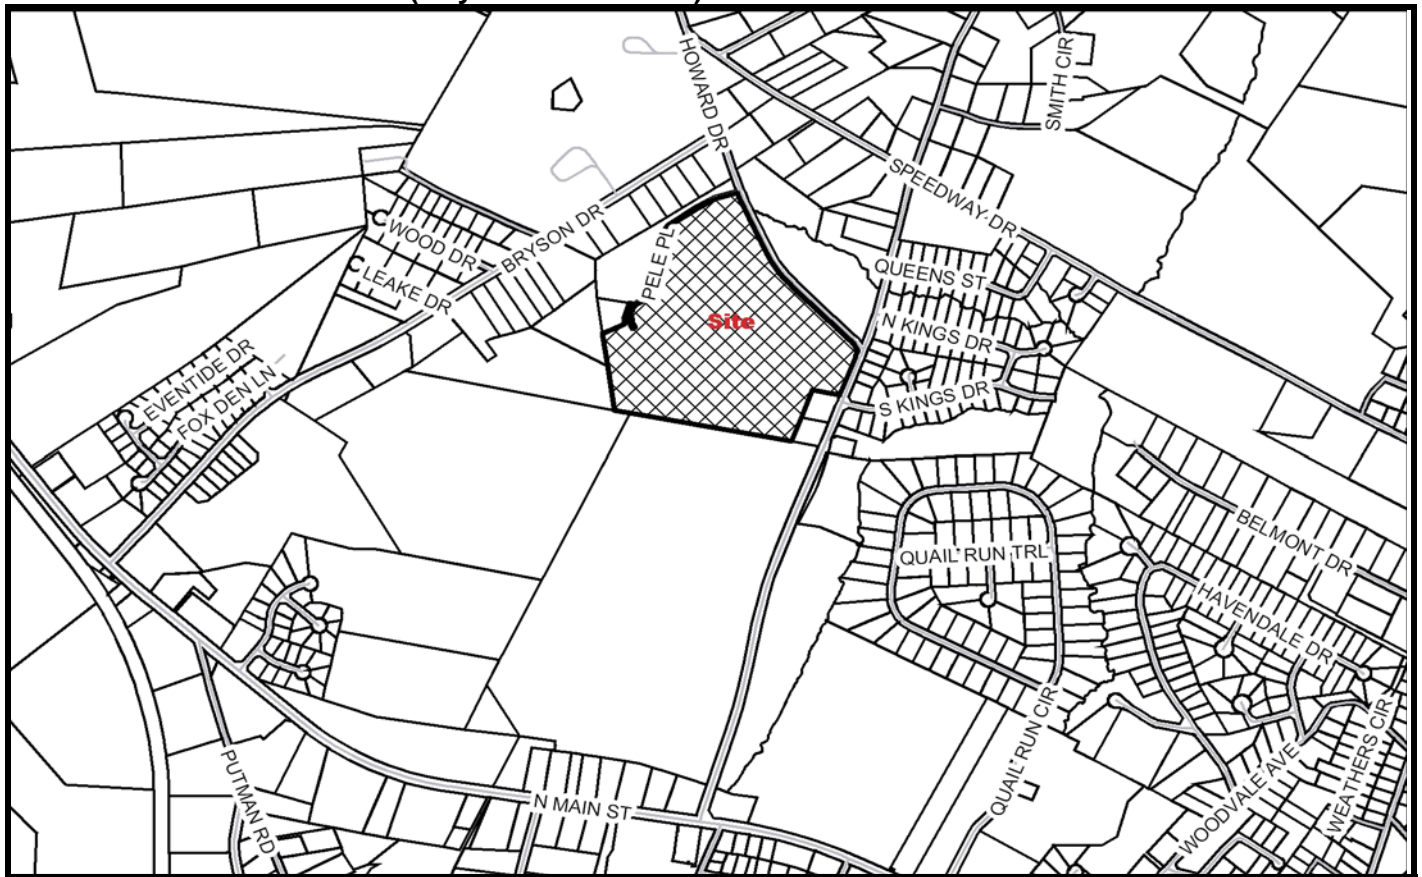 HOWARD DR
SMITH CIR
SPEEDWAY DR
BRYSON DR
WOOD DR
LEAKE DR
PELE PL
QUEENS ST
Site
N KINGS DR
S KINGS DR
EVENTIDE DR
FOX DEN LN
BELMONT DR
QUAIL RUN TRL
HAVENDALE DR
QUAIL RUN CIR
WOODVALE AVE
WEATHERS CIR
PUTMAN RD
N MAIN ST